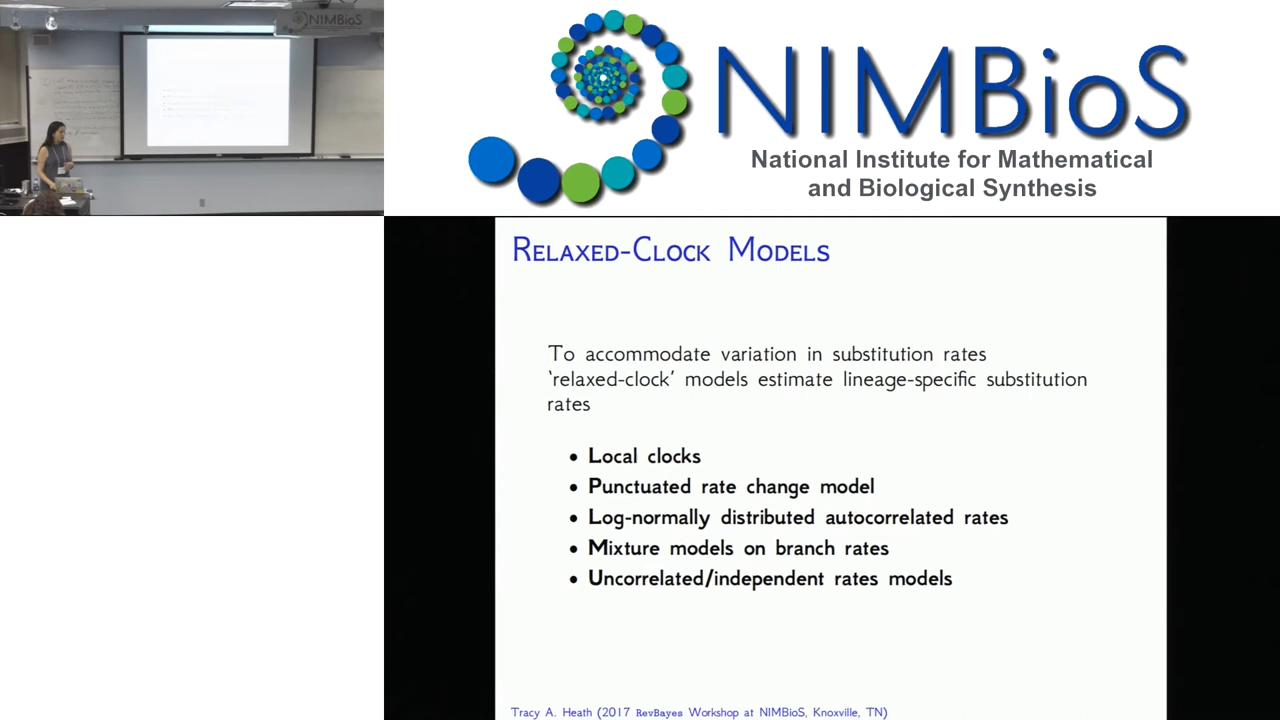 NIMBioS
NIMBioS
National Institute for Mathematical
and Biological Synthesis
RELAXED-CLOCK MODELS
To accommodate variation in substitution rates
‘relaxed-clock’ models estimate lineage-specific substitution
rates
• Local clocks
• Punctuated rate change model
• Log-normally distributed autocorrelated rates
• Mixture models on branch rates
• Uncorrelated/independent rates models
Tracy A. Heath (2017 RevBayes Workshop at NIMBioS, Knoxville, TN)